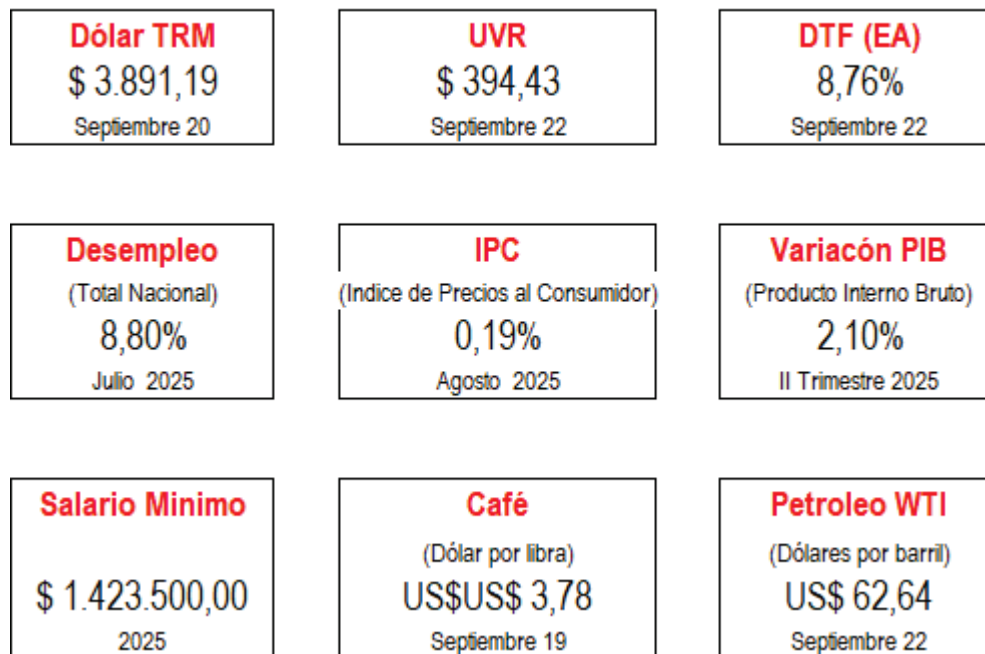 Dólar TRM
$ 3.891,19
Septiembre 20
UVR
$ 394,43
Septiembre 22
DTF (EA)
8,76%
Septiembre 22
Desempleo
(Total Nacional)
8,80%
Julio 2025
IPC
(Indice de Precios al Consumidor)
0,19%
Agosto 2025
Variacón PIB
(Producto Interno Bruto)
2,10%
II Trimestre 2025
Salario Minimo
$ 1.423.500,00
2025
Café
(Dólar por libra)
US$US$ 3,78
Septiembre 19
Petroleo WTI
(Dólares por barril)
US$ 62,64
Septiembre 22